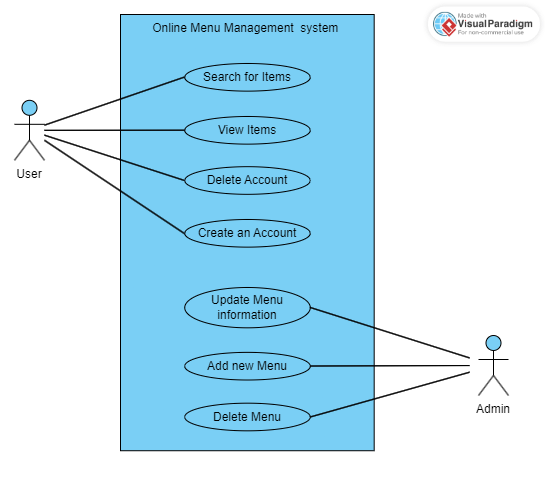 Made with
Visual Paradigm
For non-commercial use
Online Menu Management system
Search for Items
View Items
User
Delete Account
Create an Account
Update Menu
information
Add new Menu
Admin
Delete Menu